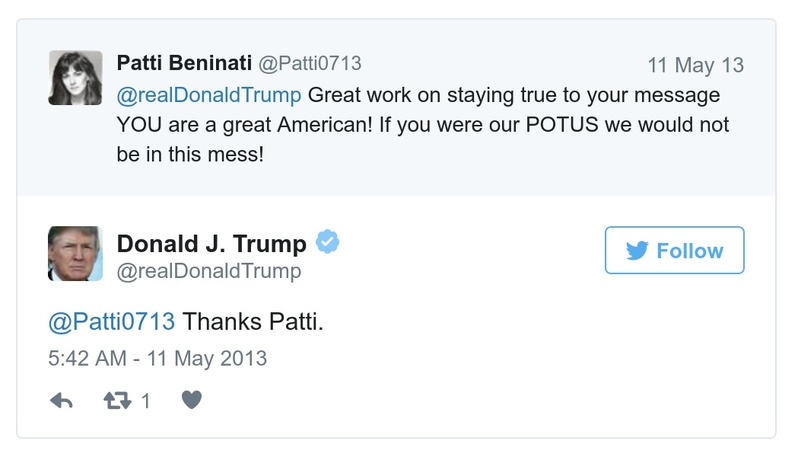 Patti Beninati @Patti0713 11 May 13
@realDonaldTrump Great work on staying true to your message
YOU are a great American! If you were our POTUS we would not
be in this mess!
Donald J. Trump
@realDonaldTrump
Follow
@Patti0713 Thanks Patti.
5:42 AM - 11 May 2013
1